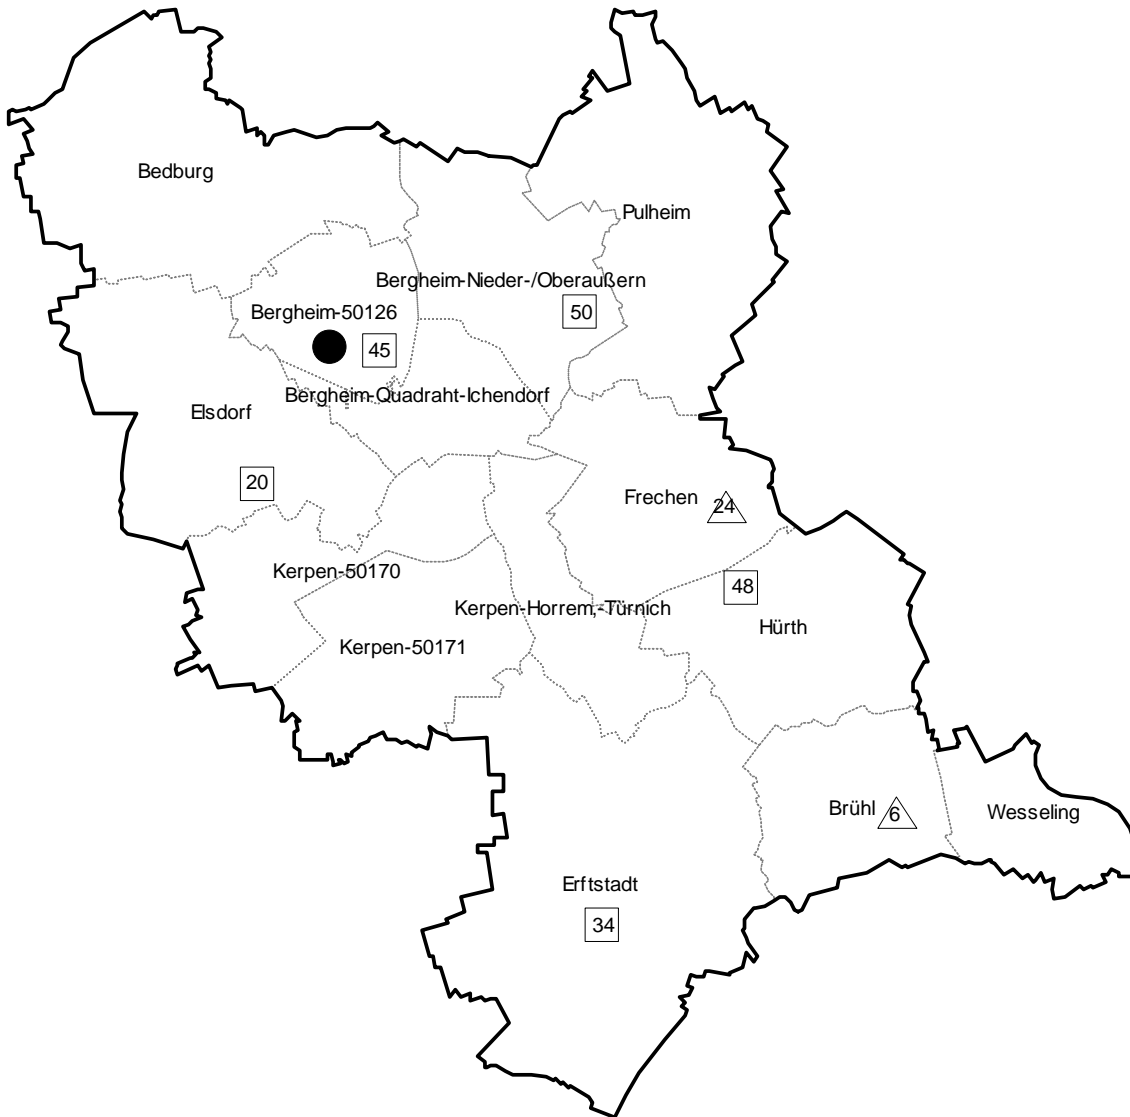 Bedburg
Pulheim
Bergheim-Nieder-/Oberaußern
50
Bergheim-50126
45
Bergheim-Quadraht-Ichendorf
Elsdorf
20
Frechen
24
Kerpen-50170
48
Kerpen-Horrem,-Türnich
Hürth
Kerpen-50171
Brühl
6
Wesseling
Erftstadt
34